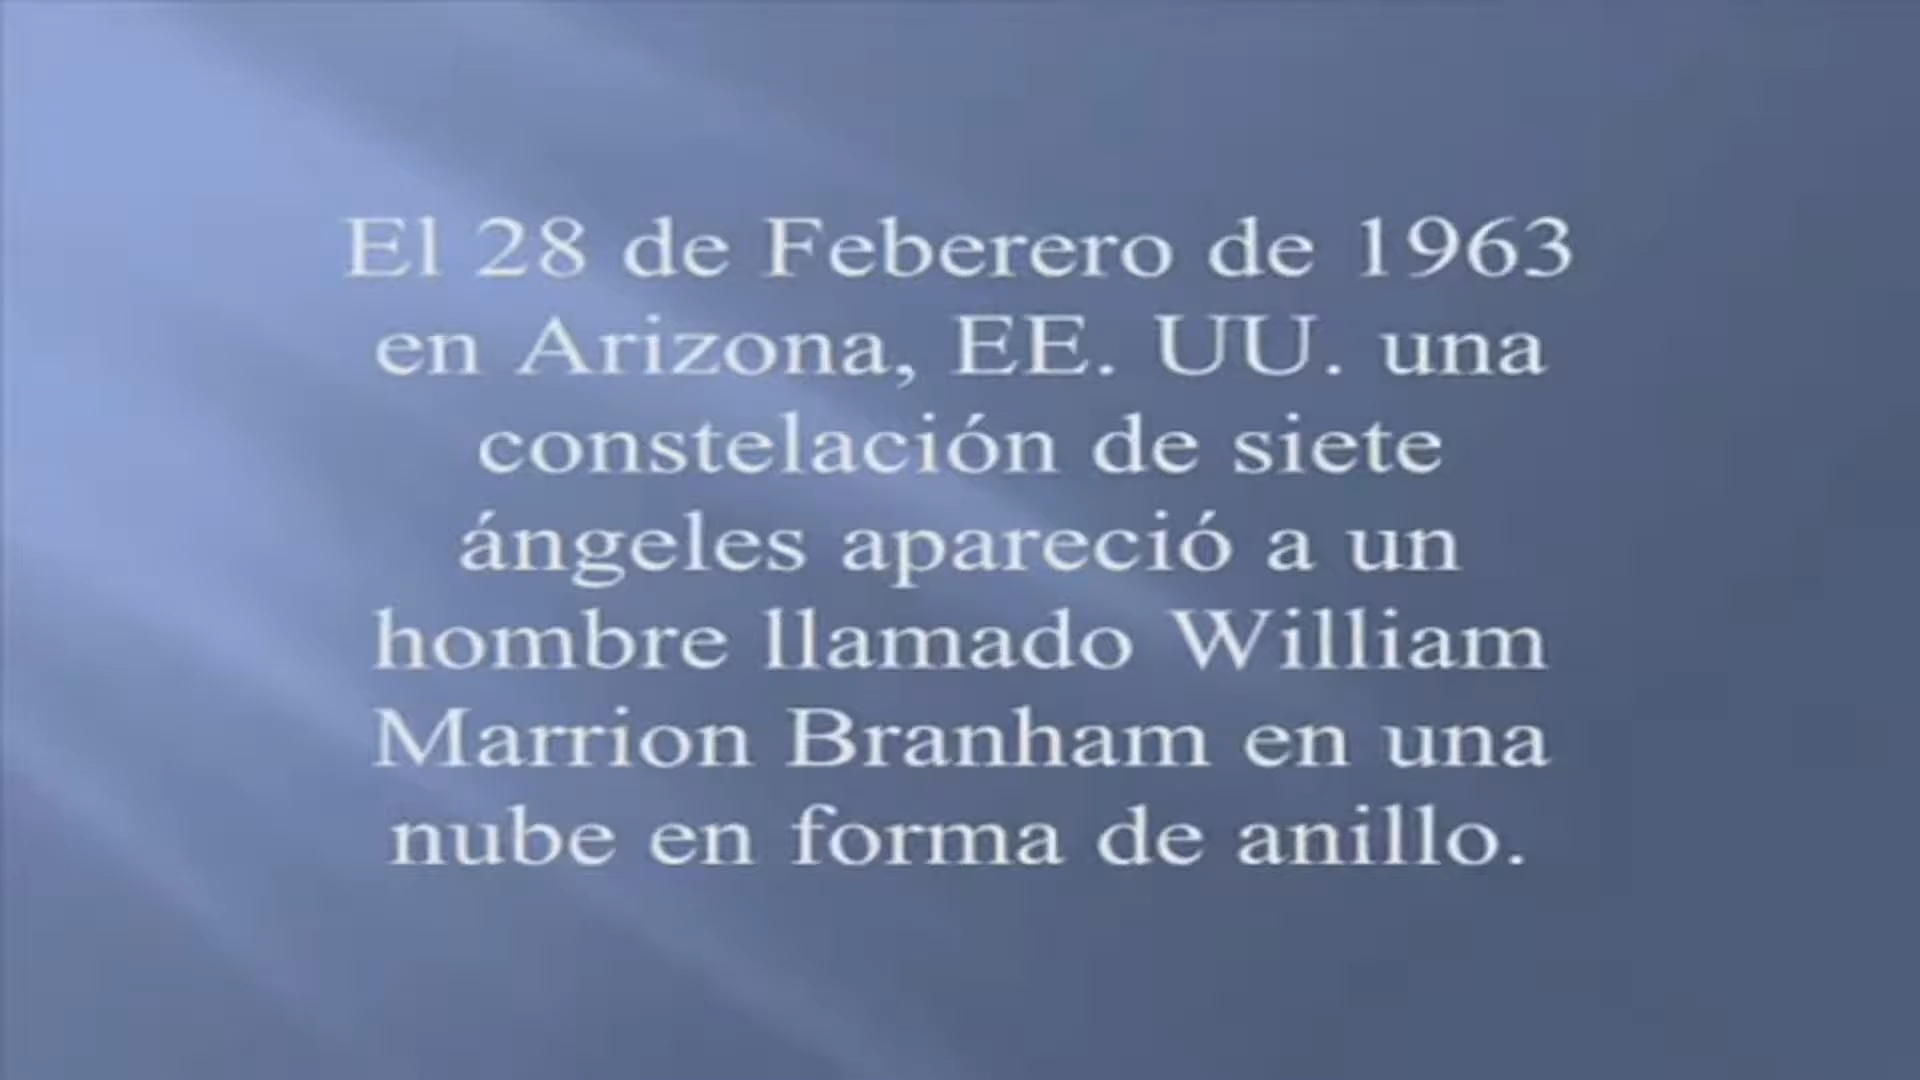 El 28 de Feberero de 1963
en Arizona, EE. UU. una
constelación de siete
ángeles apareció a un
hombre llamado William
Marrion Branham en una
nube en forma de anillo.